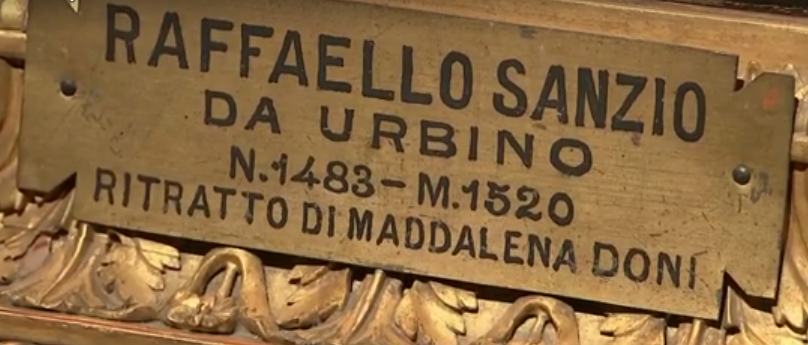 RAFFAELLO SANZIO
DA URBINO
N.1483-M.1520
RITRATTO DI MADDALENA DONI